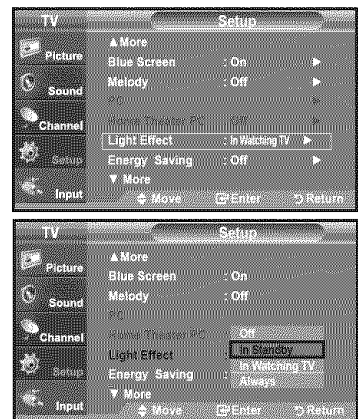 TV Setup
Picture
Sound
Channel
Setup
Input
▲ More
Blue Screen : On ▶
Melody : Off ▶
PC ▶
Home Theater PC : Off ▶
Light Effect : In Watching TV ▶
Energy Saving : Off ▶
▼ More
Move Enter Return
TV Setup
Picture
Sound
Channel
Setup
Input
▲ More
Blue Screen : On
Melody : Off
PC
Home Theater PC
Light Effect :
Energy Saving :
▼ More
Off
In Standby
In Watching TV
Always
Move Enter Return